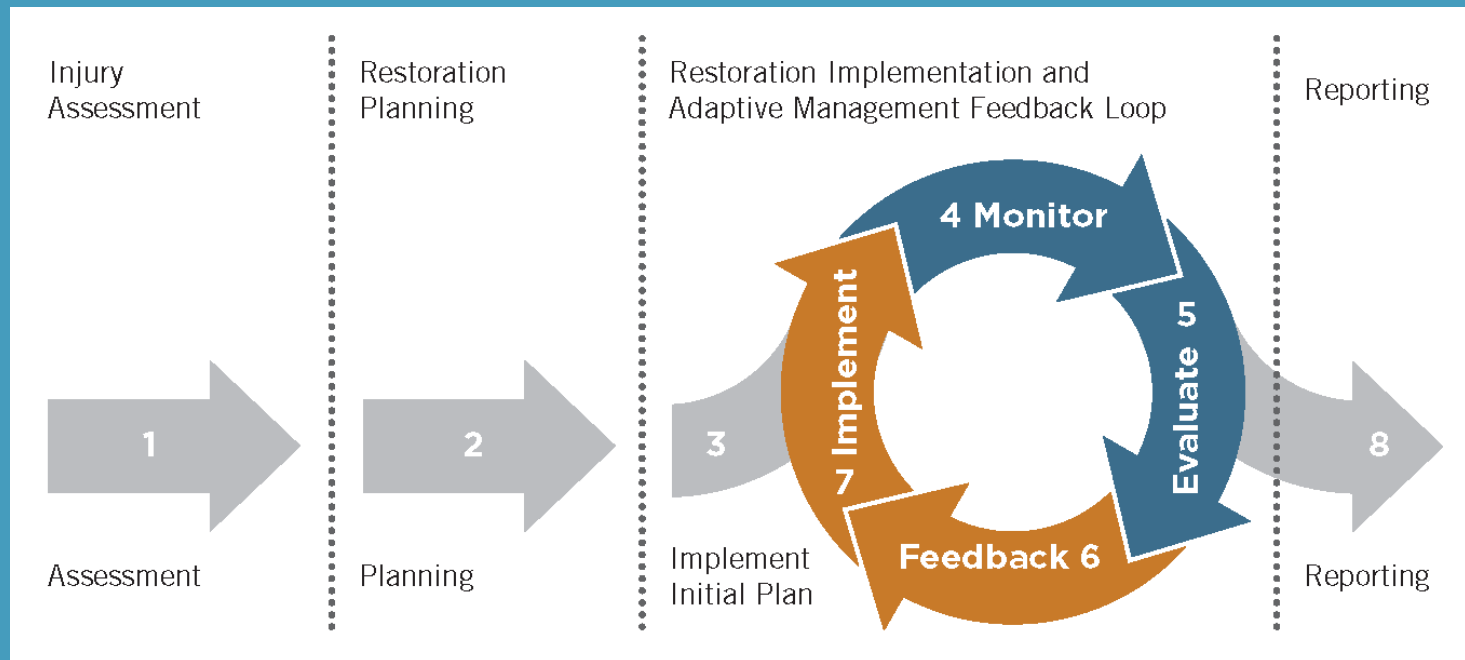 Injury
Assessment
Restoration
Planning
Restoration Implementation and
Adaptive Management Feedback Loop
Reporting
1
2
3
4 Monitor
Evaluate 5
Feedback 6
7 Implement
8
Assessment
Planning
Implement
Initial Plan
Reporting